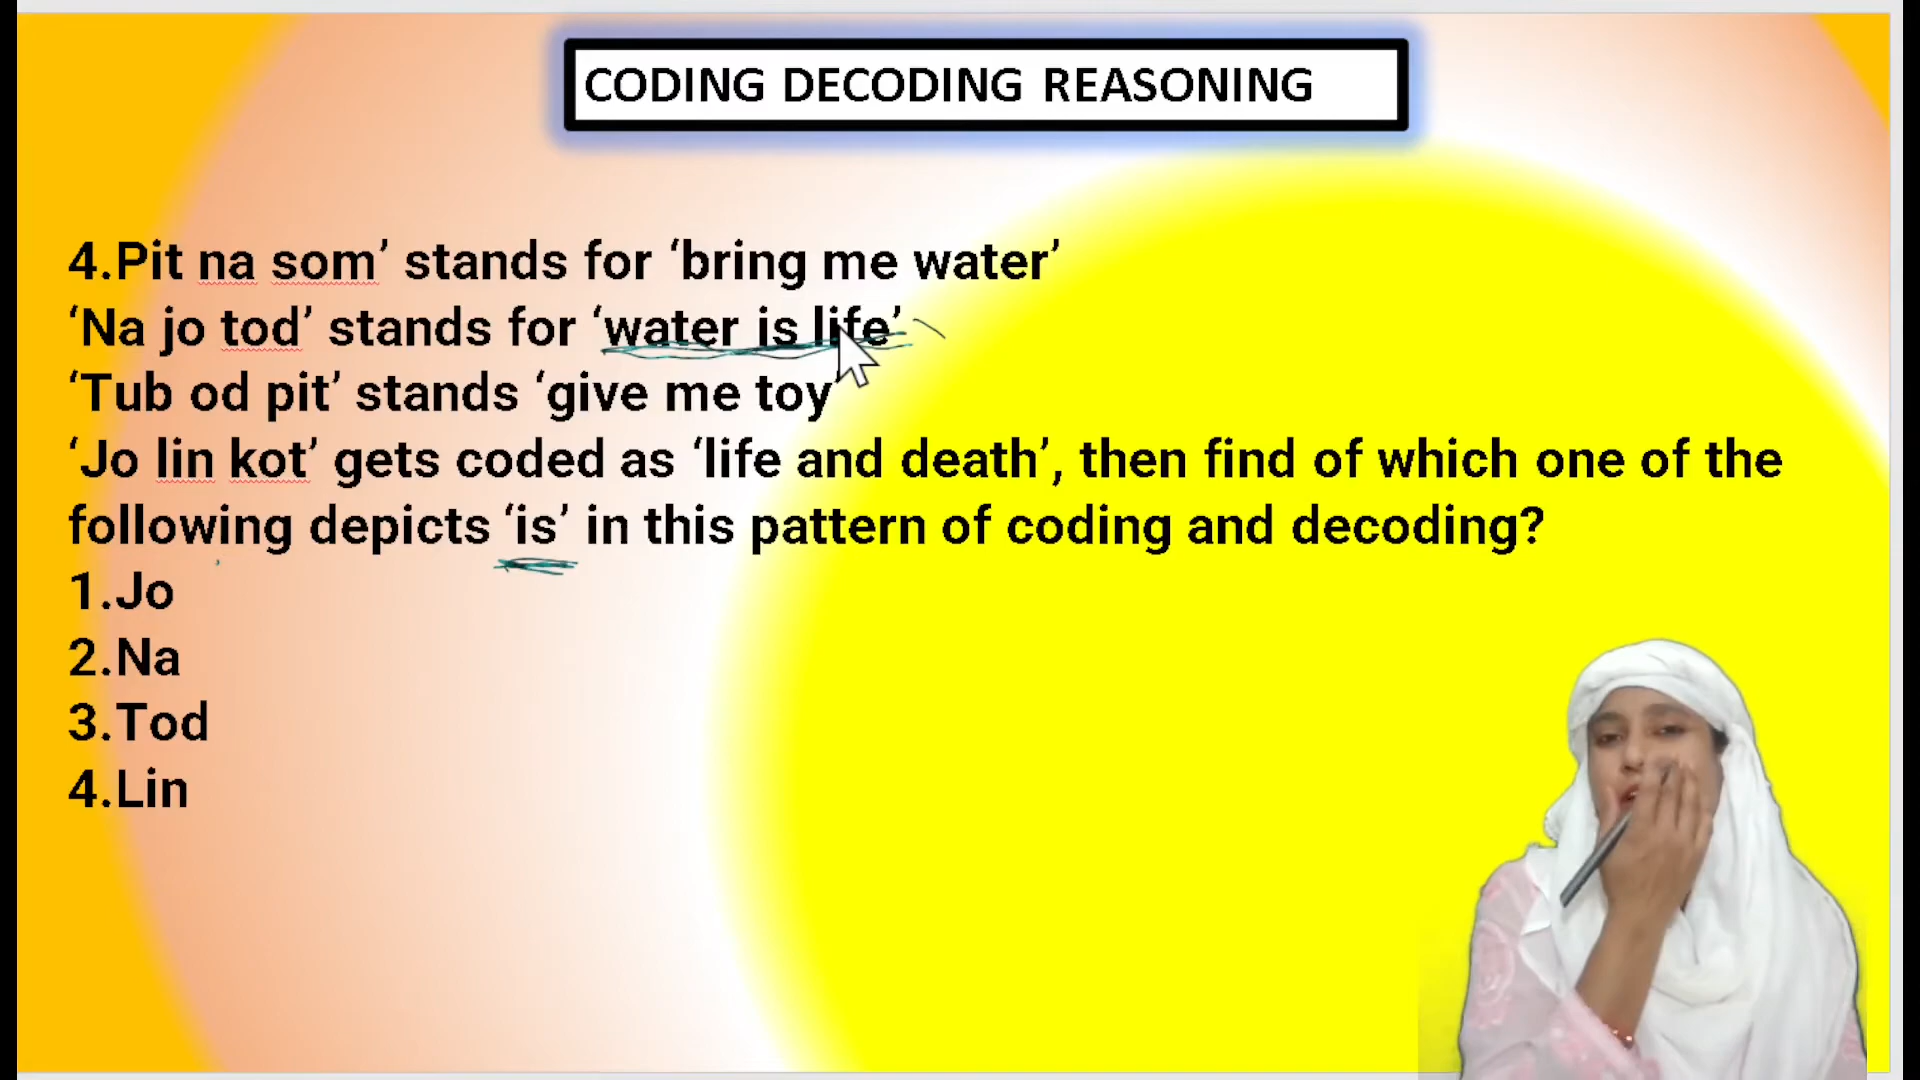 CODING DECODING REASONING
4.Pit na som’ stands for ‘bring me water’
‘Na jo tod’ stands for ‘water is life’
‘Tub od pit’ stands ‘give me toy’
‘Jo lin kot’ gets coded as ‘life and death’, then find of which one of the
following depicts ‘is’ in this pattern of coding and decoding?
1.Jo
2.Na
3.Tod
4.Lin